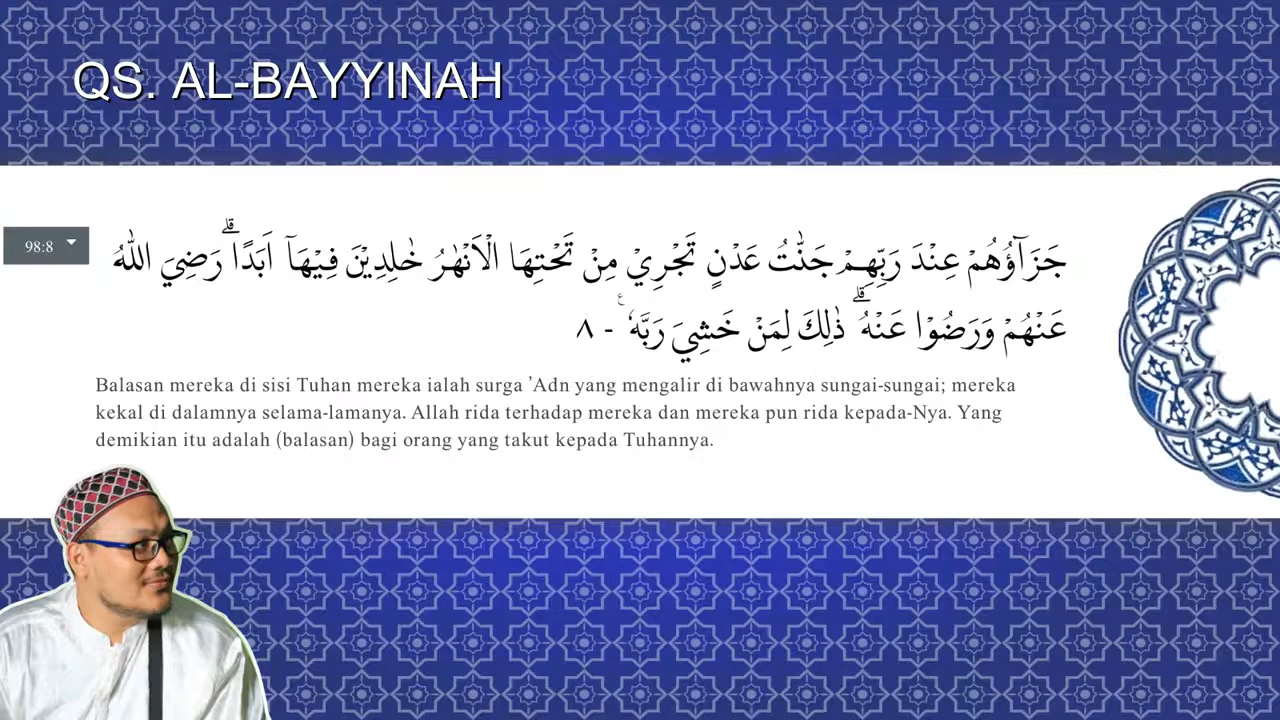 QS. AL-BAYYINAH
98:8
جَزَاۤؤُهُمْ عِنْدَ رَبِّهِمْ جَنّٰتُ عَدْنٍ تَجْرِيْ مِنْ تَحْتِهَا الْاَنْهٰرُ خٰلِدِيْنَ فِيْهَآ اَبَدًاۗ رَضِيَ اللّٰهُ
عَنْهُمْ وَرَضُوْا عَنْهُ ۗ ذٰلِكَ لِمَنْ خَشِيَ رَبَّهٗ ࣖ - ٨
Balasan mereka di sisi Tuhan mereka ialah surga ’Adn yang mengalir di bawahnya sungai-sungai; mereka
kekal di dalamnya selama-lamanya. Allah rida terhadap mereka dan mereka pun rida kepada-Nya. Yang
demikian itu adalah (balasan) bagi orang yang takut kepada Tuhannya.